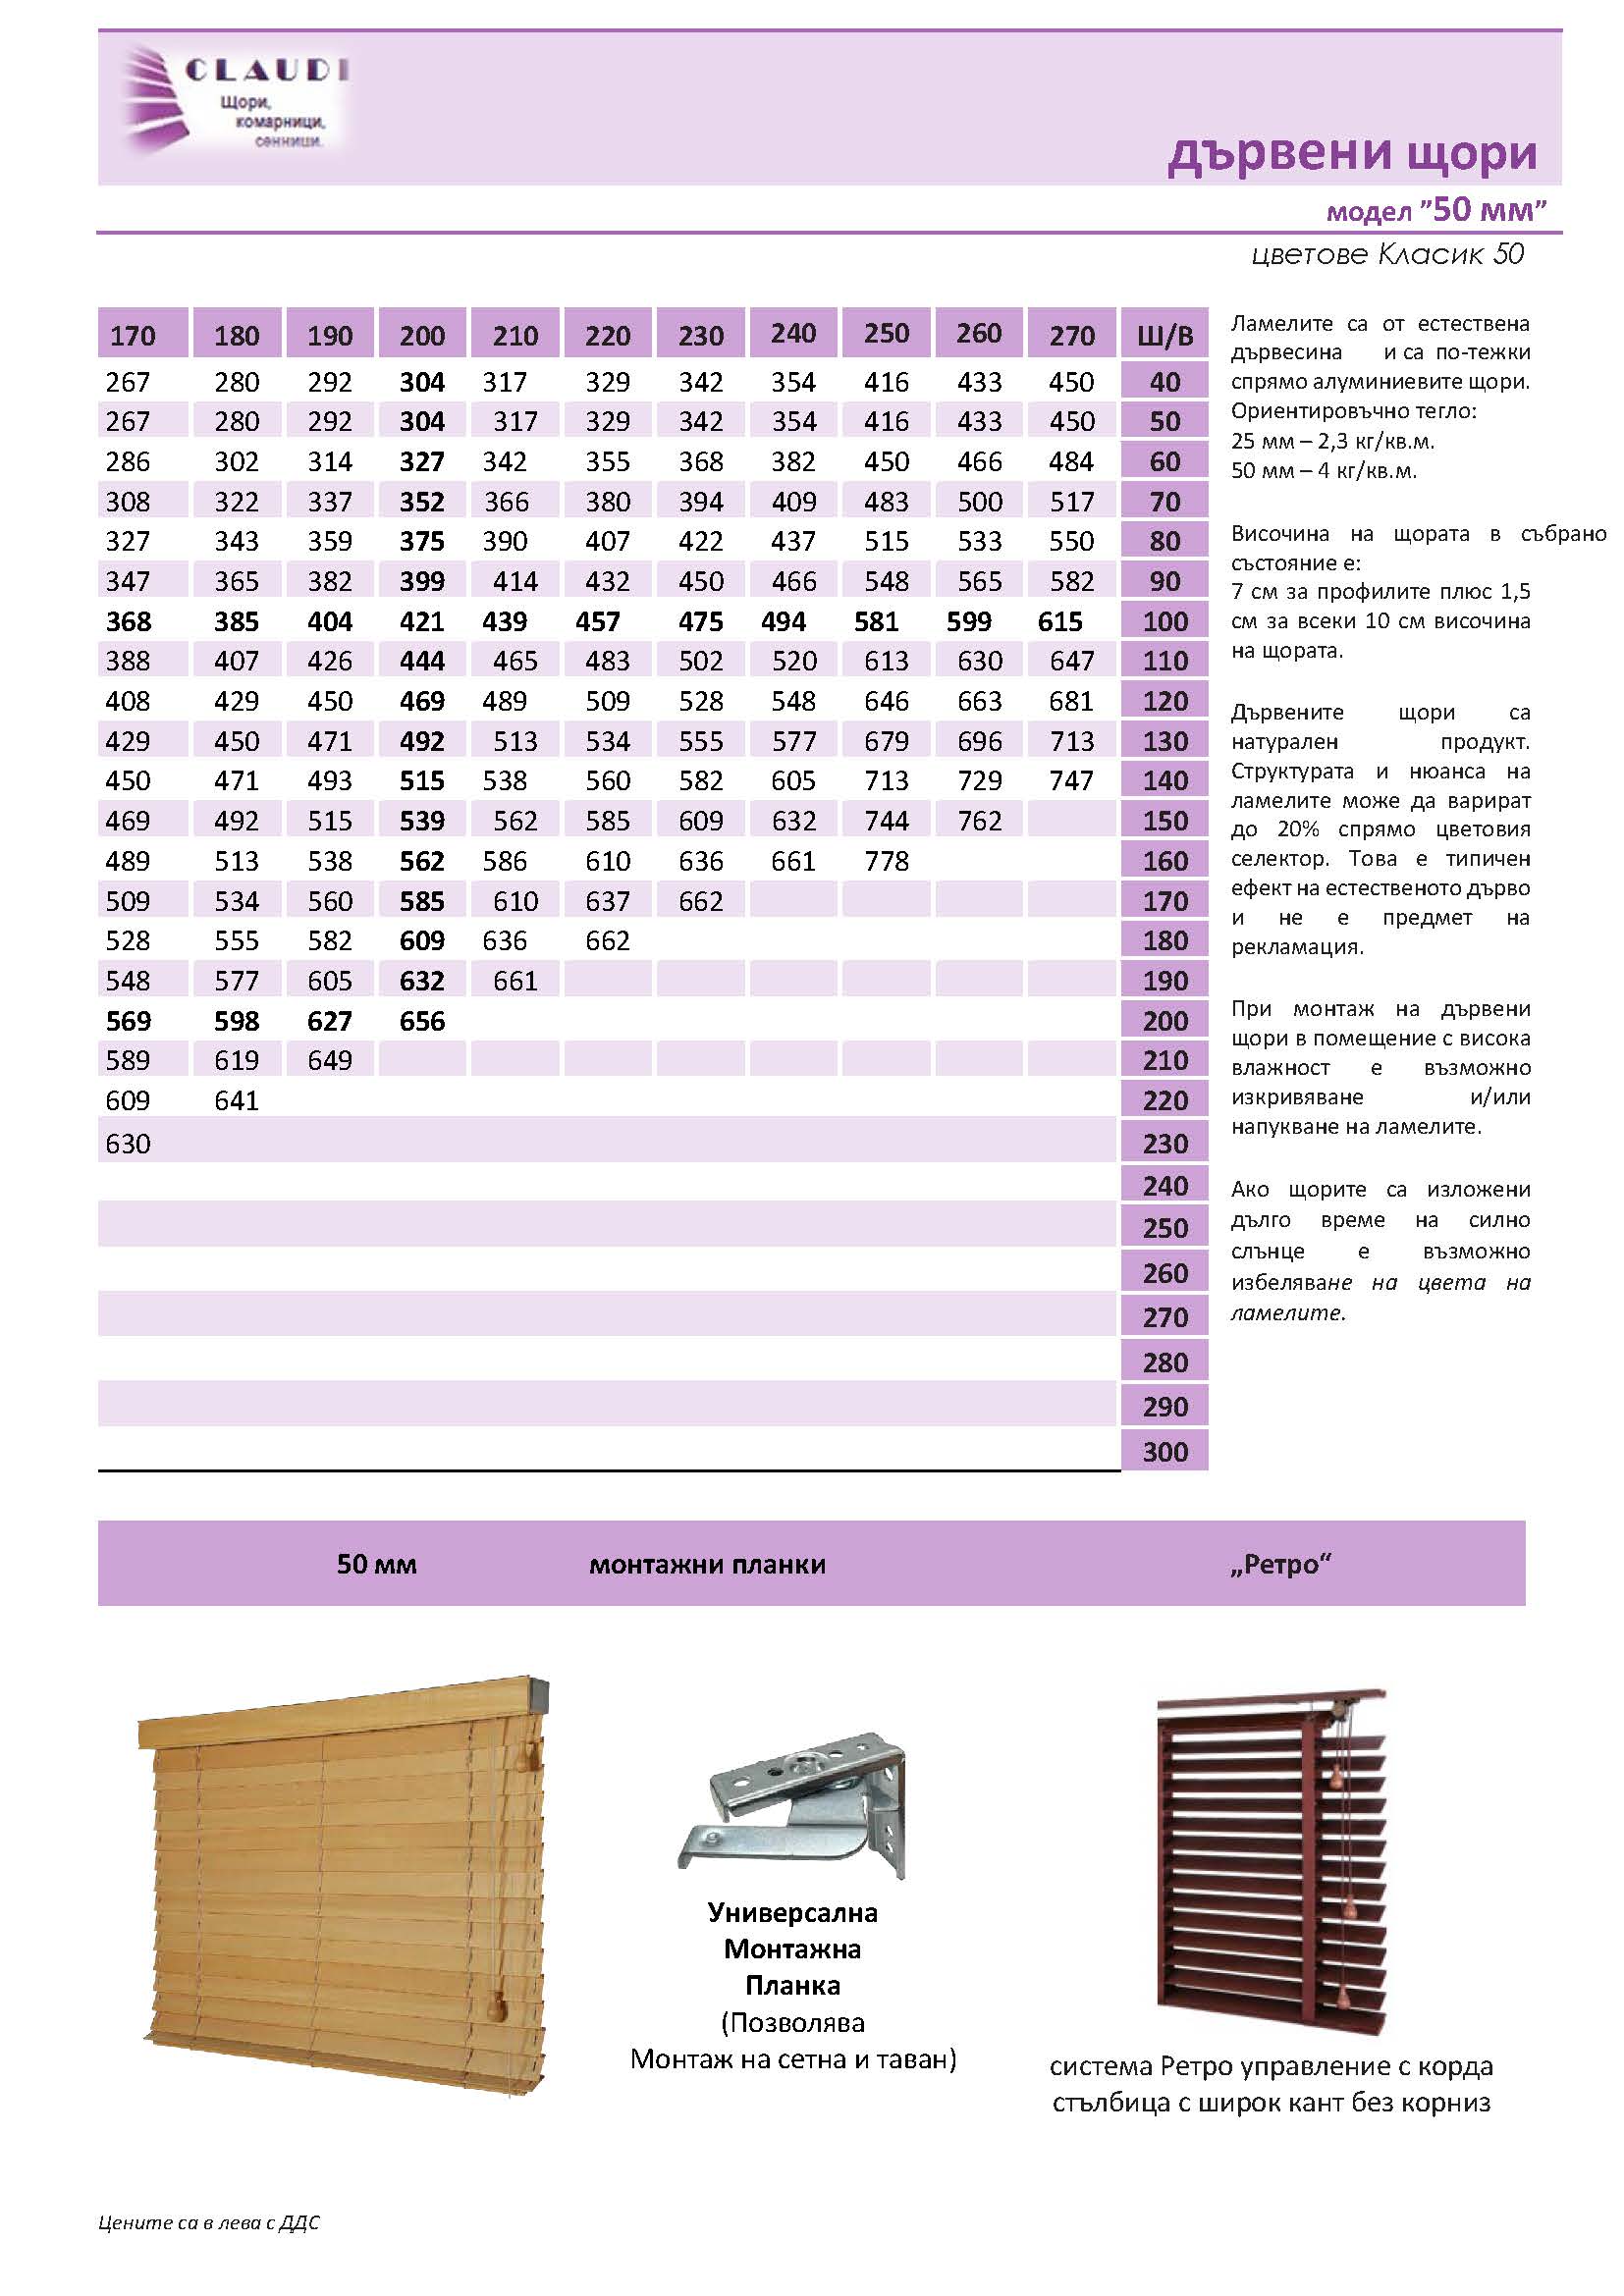 CLAUDI
Щори,
комарници,
сенници.
дървени щори
модел ”50 мм”
цветове Класик 50
170 180 190 200 210 220 230 240 250 260 270 Ш/В
267 280 292 304 317 329 342 354 416 433 450 40
267 280 292 304 317 329 342 354 416 433 450 50
286 302 314 327 342 355 368 382 450 466 484 60
308 322 337 352 366 380 394 409 483 500 517 70
327 343 359 375 390 407 422 437 515 533 550 80
347 365 382 399 414 432 450 466 548 565 582 90
368 385 404 421 439 457 475 494 581 599 615 100
388 407 426 444 465 483 502 520 613 630 647 110
408 429 450 469 489 509 528 548 646 663 681 120
429 450 471 492 513 534 555 577 679 696 713 130
450 471 493 515 538 560 582 605 713 729 747 140
469 492 515 539 562 585 609 632 744 762 150
489 513 538 562 586 610 636 661 778 160
509 534 560 585 610 637 662 170
528 555 582 609 636 662 180
548 577 605 632 661 190
569 598 627 656 200
589 619 649 210
609 641 220
630 230
240
250
260
270
280
290
300
Ламелите са от естествена
дървесина и са по-тежки
спрямо алуминиевите щори.
Ориентировъчно тегло:
25 мм – 2,3 кг/кв.м.
50 мм – 4 кг/кв.м.
Височина на щората в събрано
състояние е:
7 см за профилите плюс 1,5
см за всеки 10 см височина
на щората.
Дървените щори са
натурален продукт.
Структурата и нюанса на
ламелите може да варират
до 20% спрямо цветовия
селектор. Това е типичен
ефект на естественото дърво
и не е предмет на
рекламация.
При монтаж на дървени
щори в помещение с висока
влажност е възможно
изкривяване и/или
напукване на ламелите.
Ако щорите са изложени
дълго време на силно
слънце е възможно
избеляване на цвета на
ламелите.
50 мм монтажни планки „Ретро“
Универсална
Монтажна
Планка
(Позволява
Монтаж на сетна и таван)
система Ретро управление с корда
стълбица с широк кант без корниз
Цените са в лева с ДДС